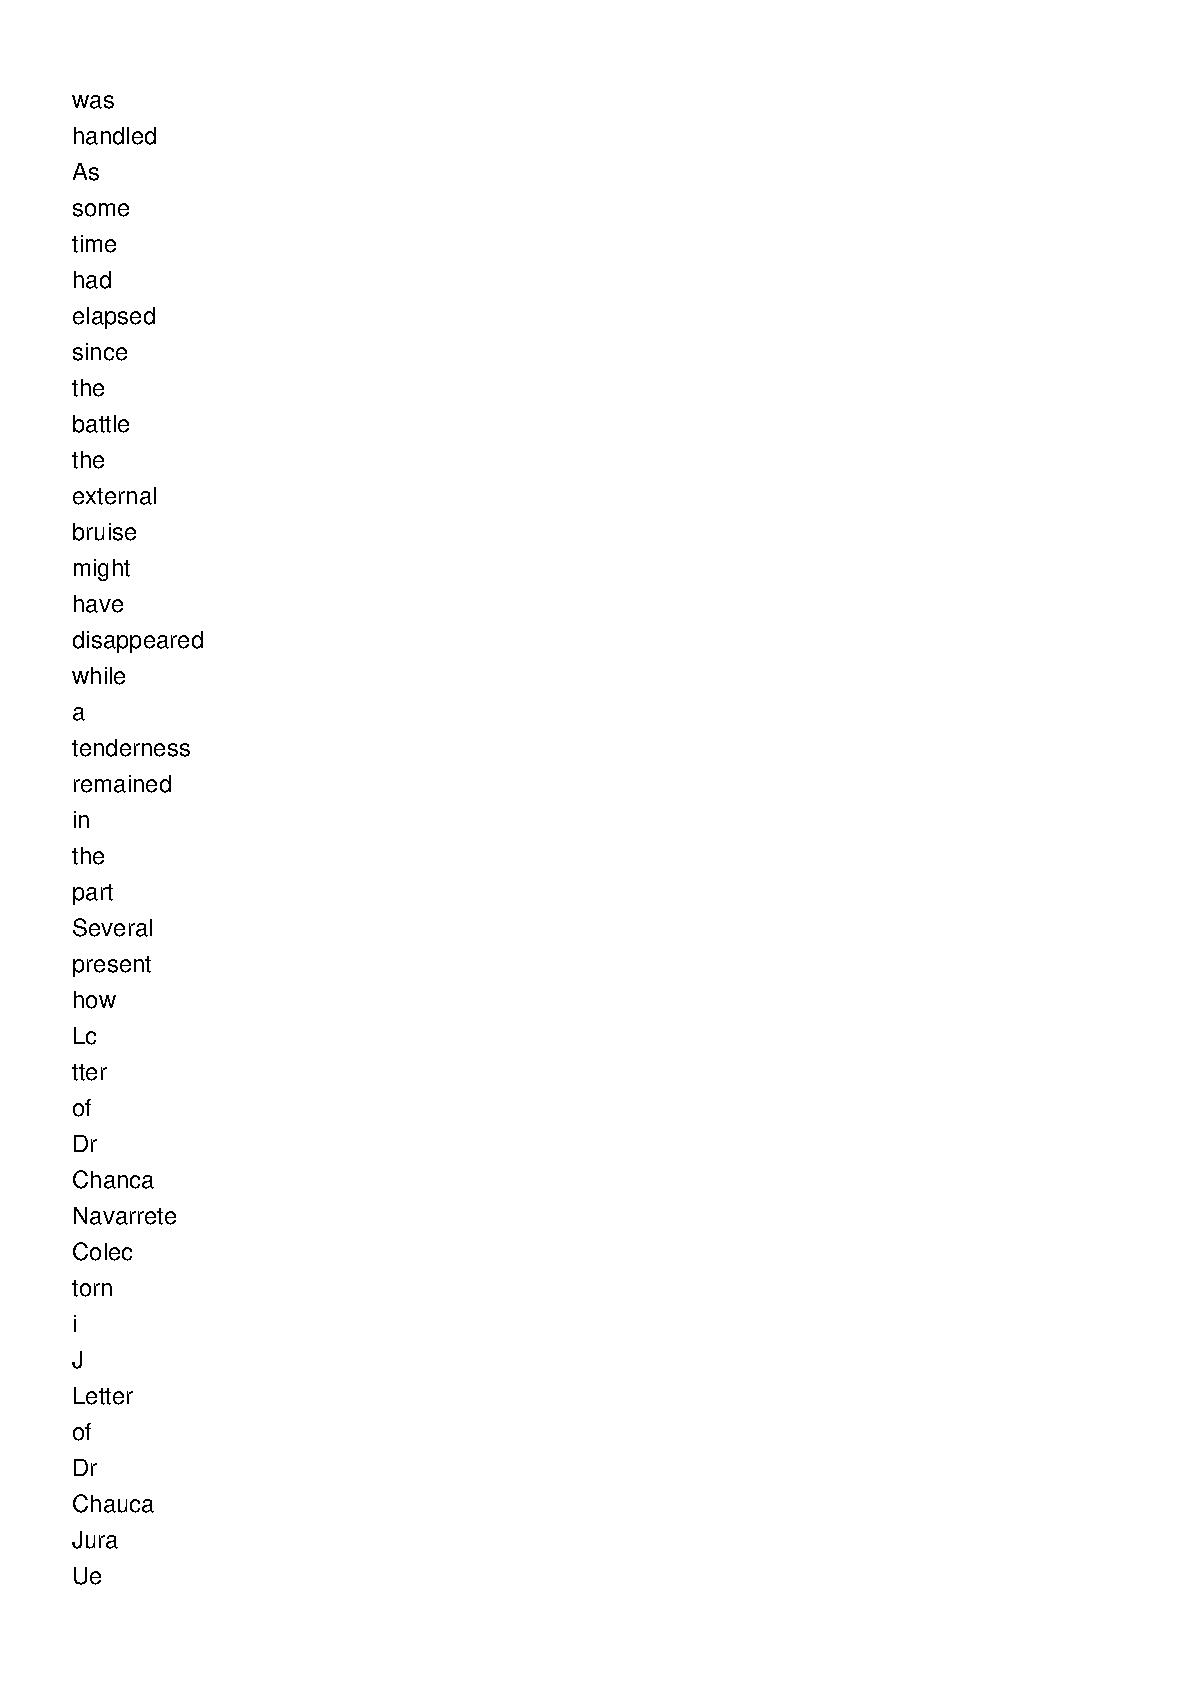 was
handled
As
some
time
had
elapsed
since
the
battle
the
external
bruise
might
have
disappeared
while
a
tenderness
remained
in
the
part
Several
present
how
Lc
tter
of
Dr
Chanca
Navarrete
Colec
torn
i
J
Letter
of
Dr
Chauca
Jura
Ue